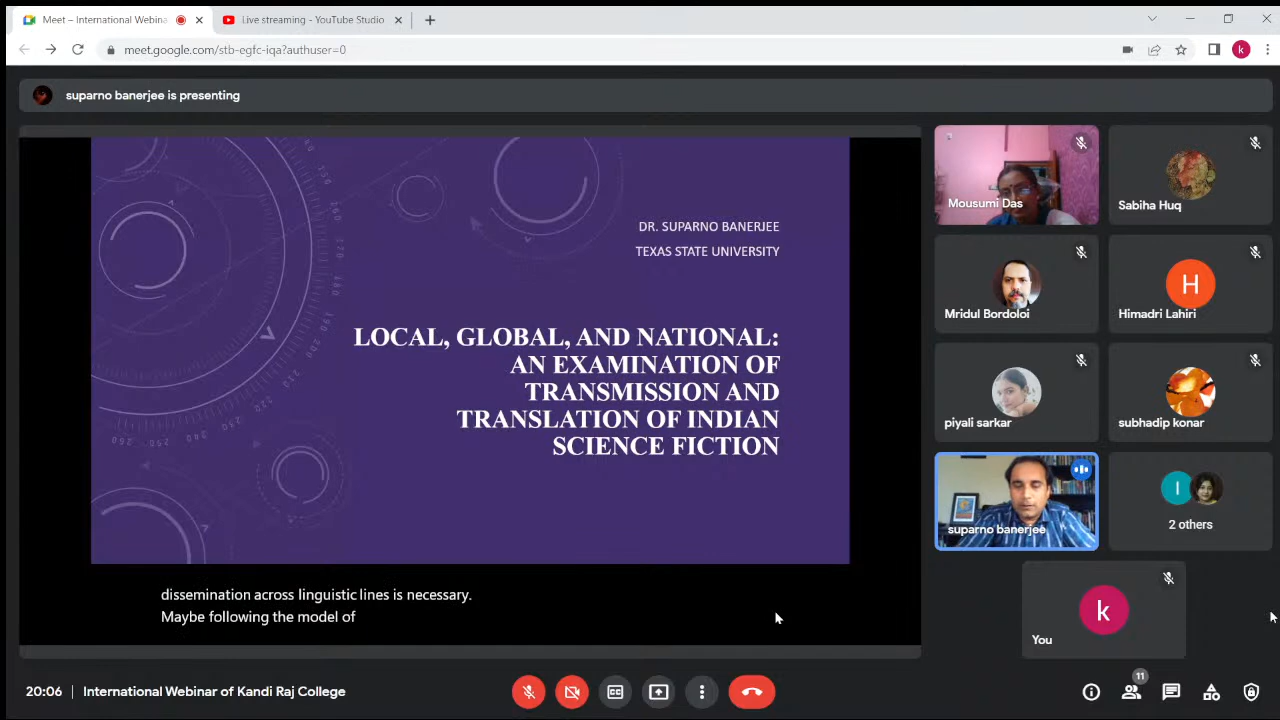 Meet – International Webina
Live streaming - YouTube Studio
meet.google.com/stb-egfc-iqa?authuser=0
k
suparno banerjee is presenting
DR. SUPARNO BANERJEE
TEXAS STATE UNIVERSITY
LOCAL, GLOBAL, AND NATIONAL:
AN EXAMINATION OF
TRANSMISSION AND
TRANSLATION OF INDIAN
SCIENCE FICTION
dissemination across linguistic lines is necessary.
Maybe following the model of
Mousumi Das
Sabiha Huq
Mridul Bordoloi
H
Himadri Lahiri
piyali sarkar
subhadip konar
suparno banerjee
I
2 others
k
You
20:06 | International Webinar of Kandi Raj College
11